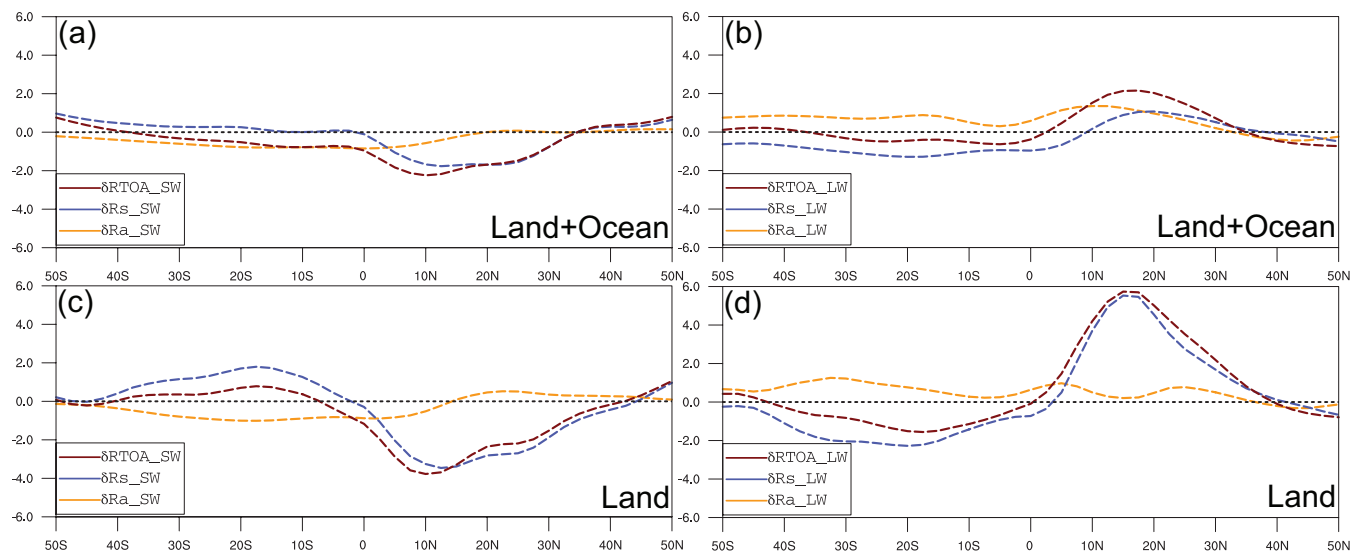 (a)
6.0
4.0
2.0
0.0
-2.0
-4.0
-6.0
δRTOA_SW
δRs_SW
δRa_SW
Land+Ocean
50S 40S 30S 20S 10S 0 10N 20N 30N 40N 50N
(b)
6.0
4.0
2.0
0.0
-2.0
-4.0
-6.0
δRTOA_LW
δRs_LW
δRa_LW
Land+Ocean
50S 40S 30S 20S 10S 0 10N 20N 30N 40N 50N
(c)
6.0
4.0
2.0
0.0
-2.0
-4.0
-6.0
δRTOA_SW
δRs_SW
δRa_SW
Land
50S 40S 30S 20S 10S 0 10N 20N 30N 40N 50N
(d)
6.0
4.0
2.0
0.0
-2.0
-4.0
-6.0
δRTOA_LW
δRs_LW
δRa_LW
Land
50S 40S 30S 20S 10S 0 10N 20N 30N 40N 50N